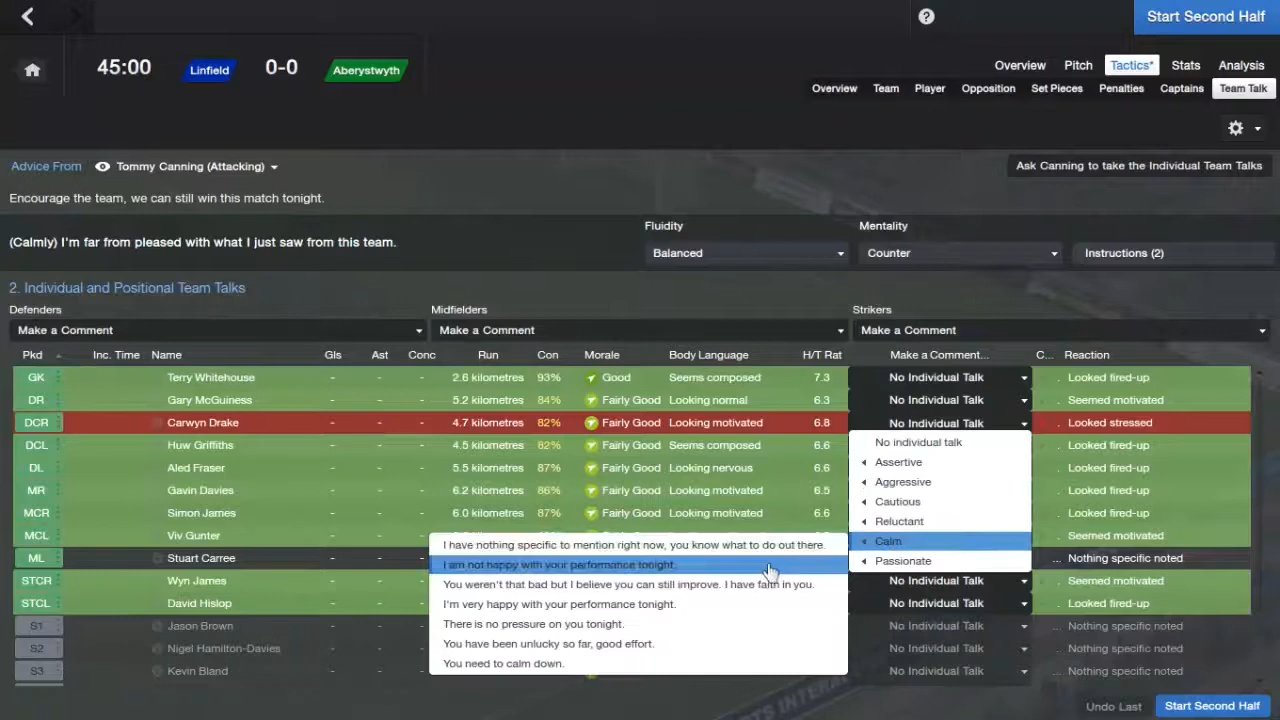 Start Second Half
45:00 Linfield 0-0 Aberystwyth
Overview Pitch Tactics* Stats Analysis
Overview Team Player Opposition Set Pieces Penalties Captains Team Talk
Advice From Tommy Canning (Attacking) Ask Canning to take the Individual Team Talks
Encourage the team, we can still win this match tonight.
Fluidity Mentality
(Calmly) I'm far from pleased with what I just saw from this team.
Balanced Counter Instructions (2)
2. Individual and Positional Team Talks
Defenders Midfielders Strikers
Make a Comment Make a Comment Make a Comment
Pkd Inc. Time Name Gls Ast Conc Run Con Morale Body Language H/T Rat Make a Comment... C... Reaction
GK Terry Whitehouse - - - 2.6 kilometres 93% Good Seems composed 7.3 No Individual Talk . Looked fired-up
DR Gary McGuiness - - - 5.2 kilometres 84% Fairly Good Looking normal 6.3 No Individual Talk . Seemed motivated
DCR Carwyn Drake - - - 4.7 kilometres 82% Fairly Good Looking motivated 6.8 No Individual Talk . Looked stressed
DCL Huw Griffiths - - - 4.5 kilometres 82% Fairly Good Seems composed 6.6 No individual talk . Looked fired-up
DL Aled Fraser - - - 5.5 kilometres 87% Fairly Good Looking nervous 6.6 Assertive . Looked fired-up
Aggressive
MR Gavin Davies - - - 6.2 kilometres 86% Fairly Good Looking motivated 6.5 Cautious . Looked fired-up
MCR Simon James - - - 6.0 kilometres 87% Fairly Good Looking motivated 6.6 Reluctant . Looked fired-up
MCL Viv Gunter Calm . Seemed motivated
I have nothing specific to mention right now, you know what to do out there.
ML Stuart Carree Passionate ... Nothing specific noted
I am not happy with your performance tonight.
STCR Wyn James No Individual Talk . Seemed motivated
You weren't that bad but I believe you can still improve. I have faith in you.
STCL David Hislop No Individual Talk . Looked fired-up
I'm very happy with your performance tonight.
S1 Jason Brown No Individual Talk ... Nothing specific noted
There is no pressure on you tonight.
S2 Nigel Hamilton-Davies No Individual Talk ... Nothing specific noted
You have been unlucky so far, good effort.
S3 Kevin Bland No Individual Talk ... Nothing specific noted
You need to calm down.
Undo Last Start Second Half